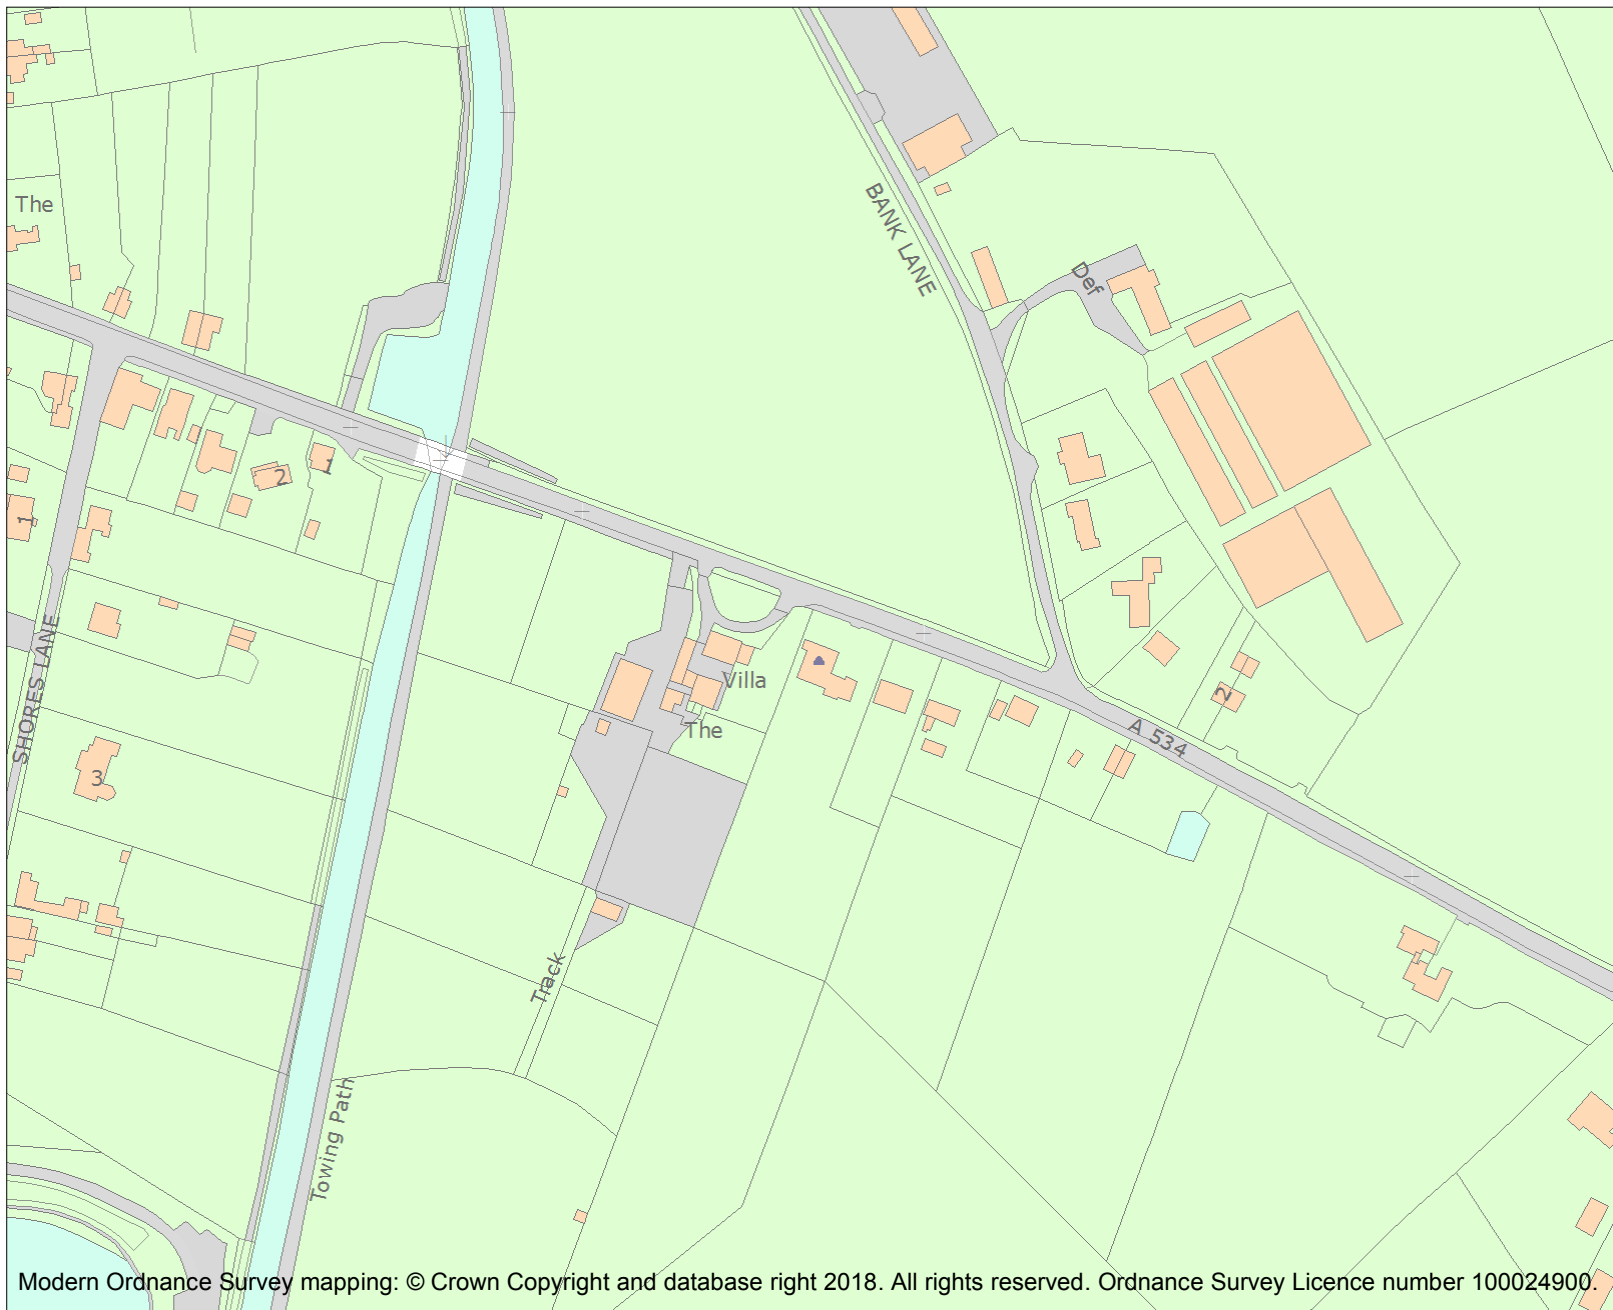 The
BANK LANE
Def
2
1
1
SHORES LANE
Villa
The
2
A 534
3
Track
Towing Path
Modern Ordnance Survey mapping: © Crown Copyright and database right 2018. All rights reserved. Ordnance Survey Licence number 100024900.